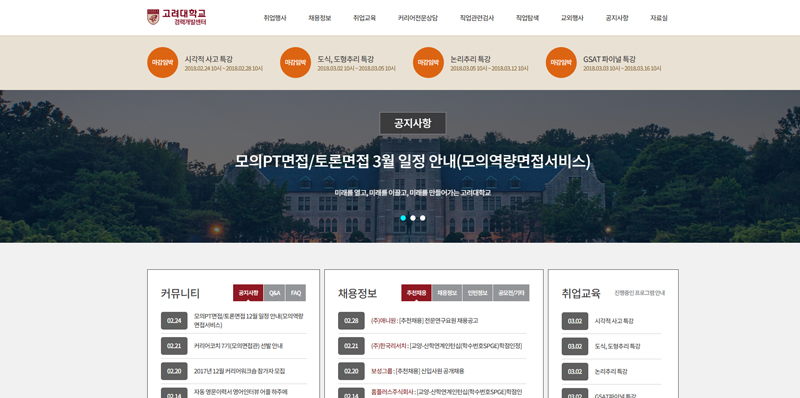 고려대학교
경력개발센터
취업행사 채용정보 취업교육 커리어전문상담 직업관련검사 직업탐색 교외행사 공지사항 자료실
마감임박
시각적 사고 특강
2018.02.24 10시 ~ 2018.02.28 10시
마감임박
도식, 도형추리 특강
2018.03.02 10시 ~ 2018.03.05 10시
마감임박
논리추리 특강
2018.03.05 10시 ~ 2018.03.12 10시
마감임박
GSAT 파이널 특강
2018.03.03 10시 ~ 2018.03.16 10시
공지사항
모의PT면접/토론면접 3월 일정 안내(모의역량면접서비스)
미래를 열고, 미래를 이끌고, 미래를 만들어가는 고려대학교
커뮤니티
공지사항 Q&A FAQ
02.24 모의PT면접/토론면접 12월 일정 안내(모의역량
면접서비스)
02.21 커리어코치 7기(모의면접관) 선발 안내
02.20 2017년 12월 커리어워크숍 참가자 모집
02.14 자동 영문이력서 영어인터뷰 어플 하주에
채용정보
추천채용 채용정보 인턴정보 공모전/기타
02.28 (주)애니원 : [추천채용] 전문연구요원 채용공고
02.21 (주)한국리서치 : [교양-산학연계인턴십(학수번호SPGE)학점인정]
02.20 보성그룹 : [추천채용] 신입사원 공개채용
02.14 홈플러스주식회사 : [교양-산학연계인턴십(학수번호SPGE)학점인
취업교육
진행중인 프로그램 안내
03.02 시각적 사고 특강
03.02 도식, 도형추리 특강
03.02 논리추리 특강
03.02 GSAT파이널 특강